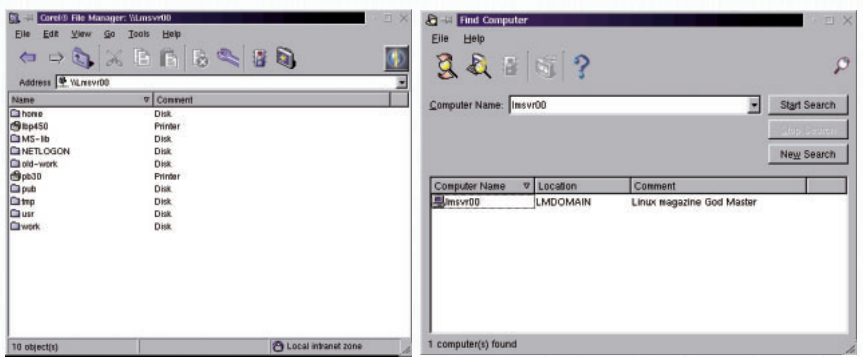 Corel® File Manager: \\Lmsvr00
File Edit View Go Tools Help
Address \\Lmsvr00
Name Comment
home Disk
lbp450 Printer
MS-lib Disk
NETLOGON Disk
old-work Disk
pb30 Printer
pub Disk
tmp Disk
usr Disk
work Disk
10 object(s) Local intranet zone
Find Computer
File Help
Computer Name: lmsvr00 Start Search
Stop Search
New Search
Computer Name Location Comment
lmsvr00 LMDOMAIN Linux magazine God Master
1 computer(s) found